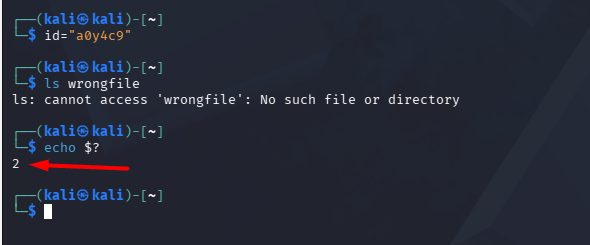 ┌──(kali㉿kali)-[~]
└─$ id="a0y4c9"
┌──(kali㉿kali)-[~]
└─$ ls wrongfile
ls: cannot access 'wrongfile': No such file or directory
┌──(kali㉿kali)-[~]
└─$ echo $?
2
┌──(kali㉿kali)-[~]
└─$